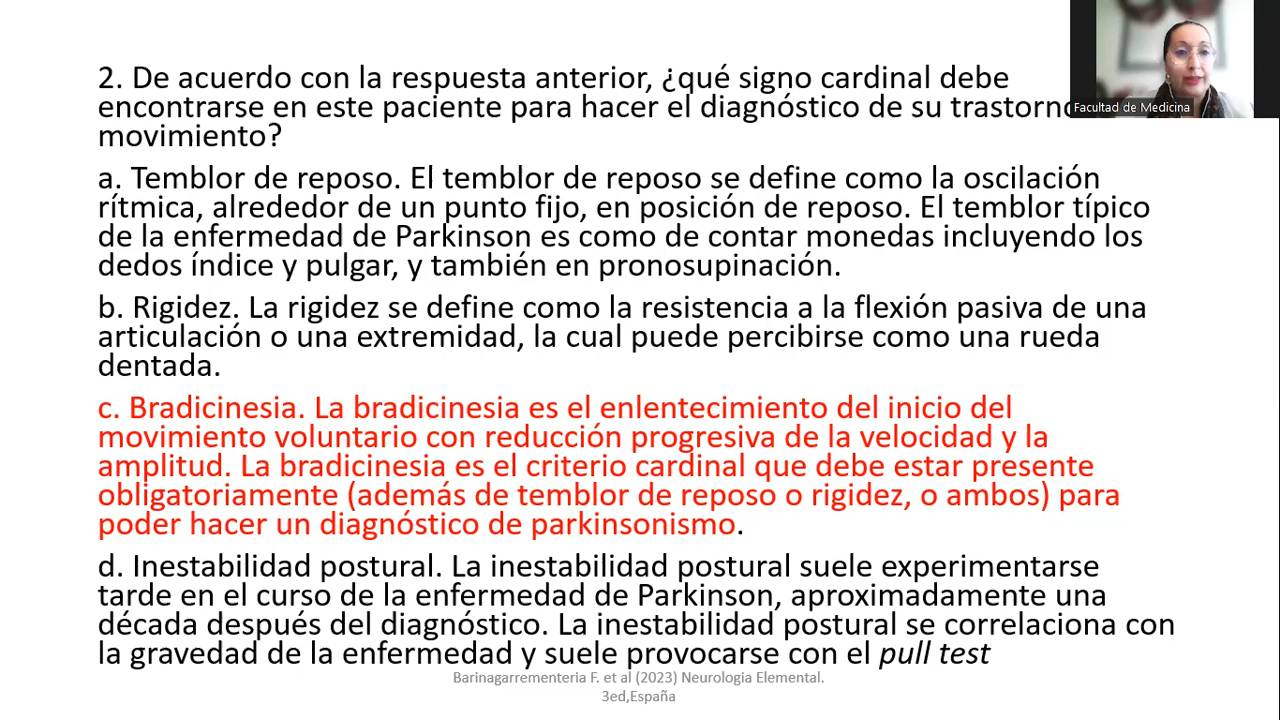 2. De acuerdo con la respuesta anterior, ¿qué signo cardinal debe
encontrarse en este paciente para hacer el diagnóstico de su trastorno
movimiento?
a. Temblor de reposo. El temblor de reposo se define como la oscilación
rítmica, alrededor de un punto fijo, en posición de reposo. El temblor típico
de la enfermedad de Parkinson es como de contar monedas incluyendo los
dedos índice y pulgar, y también en pronosupinación.
b. Rigidez. La rigidez se define como la resistencia a la flexión pasiva de una
articulación o una extremidad, la cual puede percibirse como una rueda
dentada.
c. Bradicinesia. La bradicinesia es el enlentecimiento del inicio del
movimiento voluntario con reducción progresiva de la velocidad y la
amplitud. La bradicinesia es el criterio cardinal que debe estar presente
obligatoriamente (además de temblor de reposo o rigidez, o ambos) para
poder hacer un diagnóstico de parkinsonismo.
d. Inestabilidad postural. La inestabilidad postural suele experimentarse
tarde en el curso de la enfermedad de Parkinson, aproximadamente una
década después del diagnóstico. La inestabilidad postural se correlaciona con
la gravedad de la enfermedad y suele provocarse con el pull test
Barinagarrementeria F. et al (2023) Neurologia Elemental.
3ed,España
Facultad de Medicina